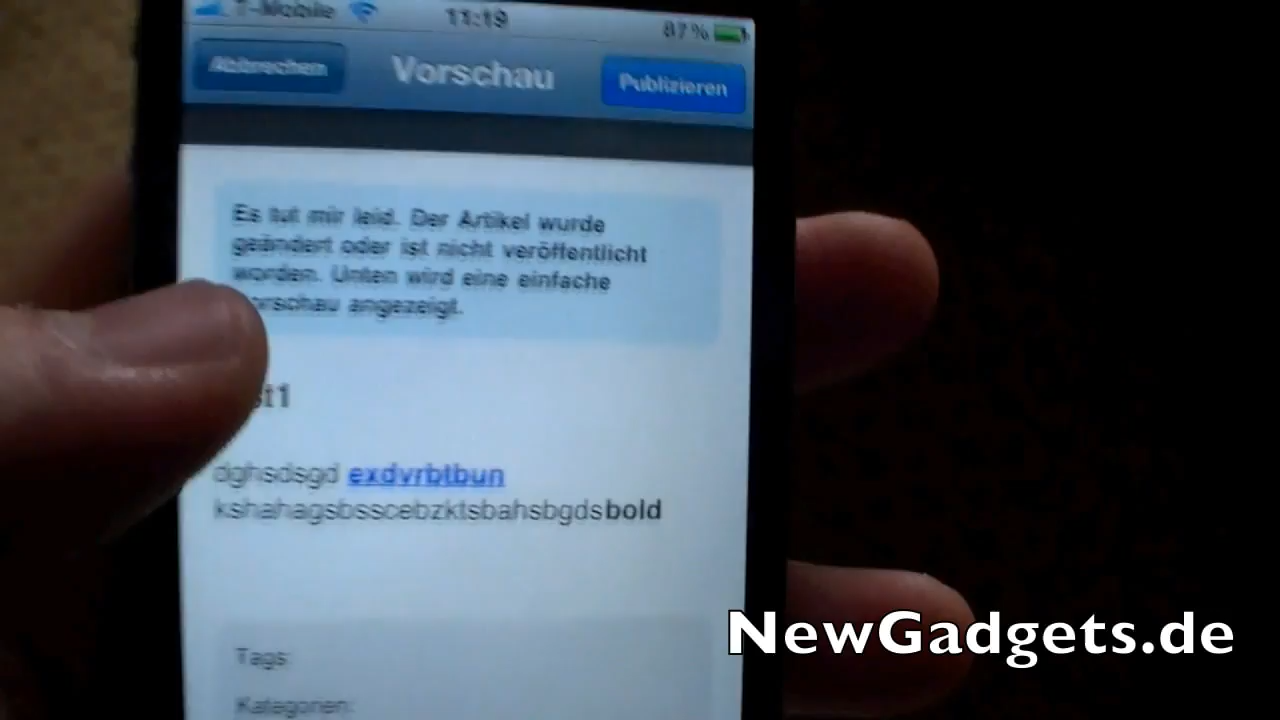 T-Mobile 11:19 87%
Abbrechen Vorschau Publizieren
Es tut mir leid. Der Artikel wurde
geändert oder ist nicht veröffentlicht
worden. Unten wird eine einfache
orschau angezeigt.
st1
dghsdsgd exdvrbtbun
kshahagsbsscebzktsbahsbgdsbold
Tags:
Kategorien:
NewGadgets.de